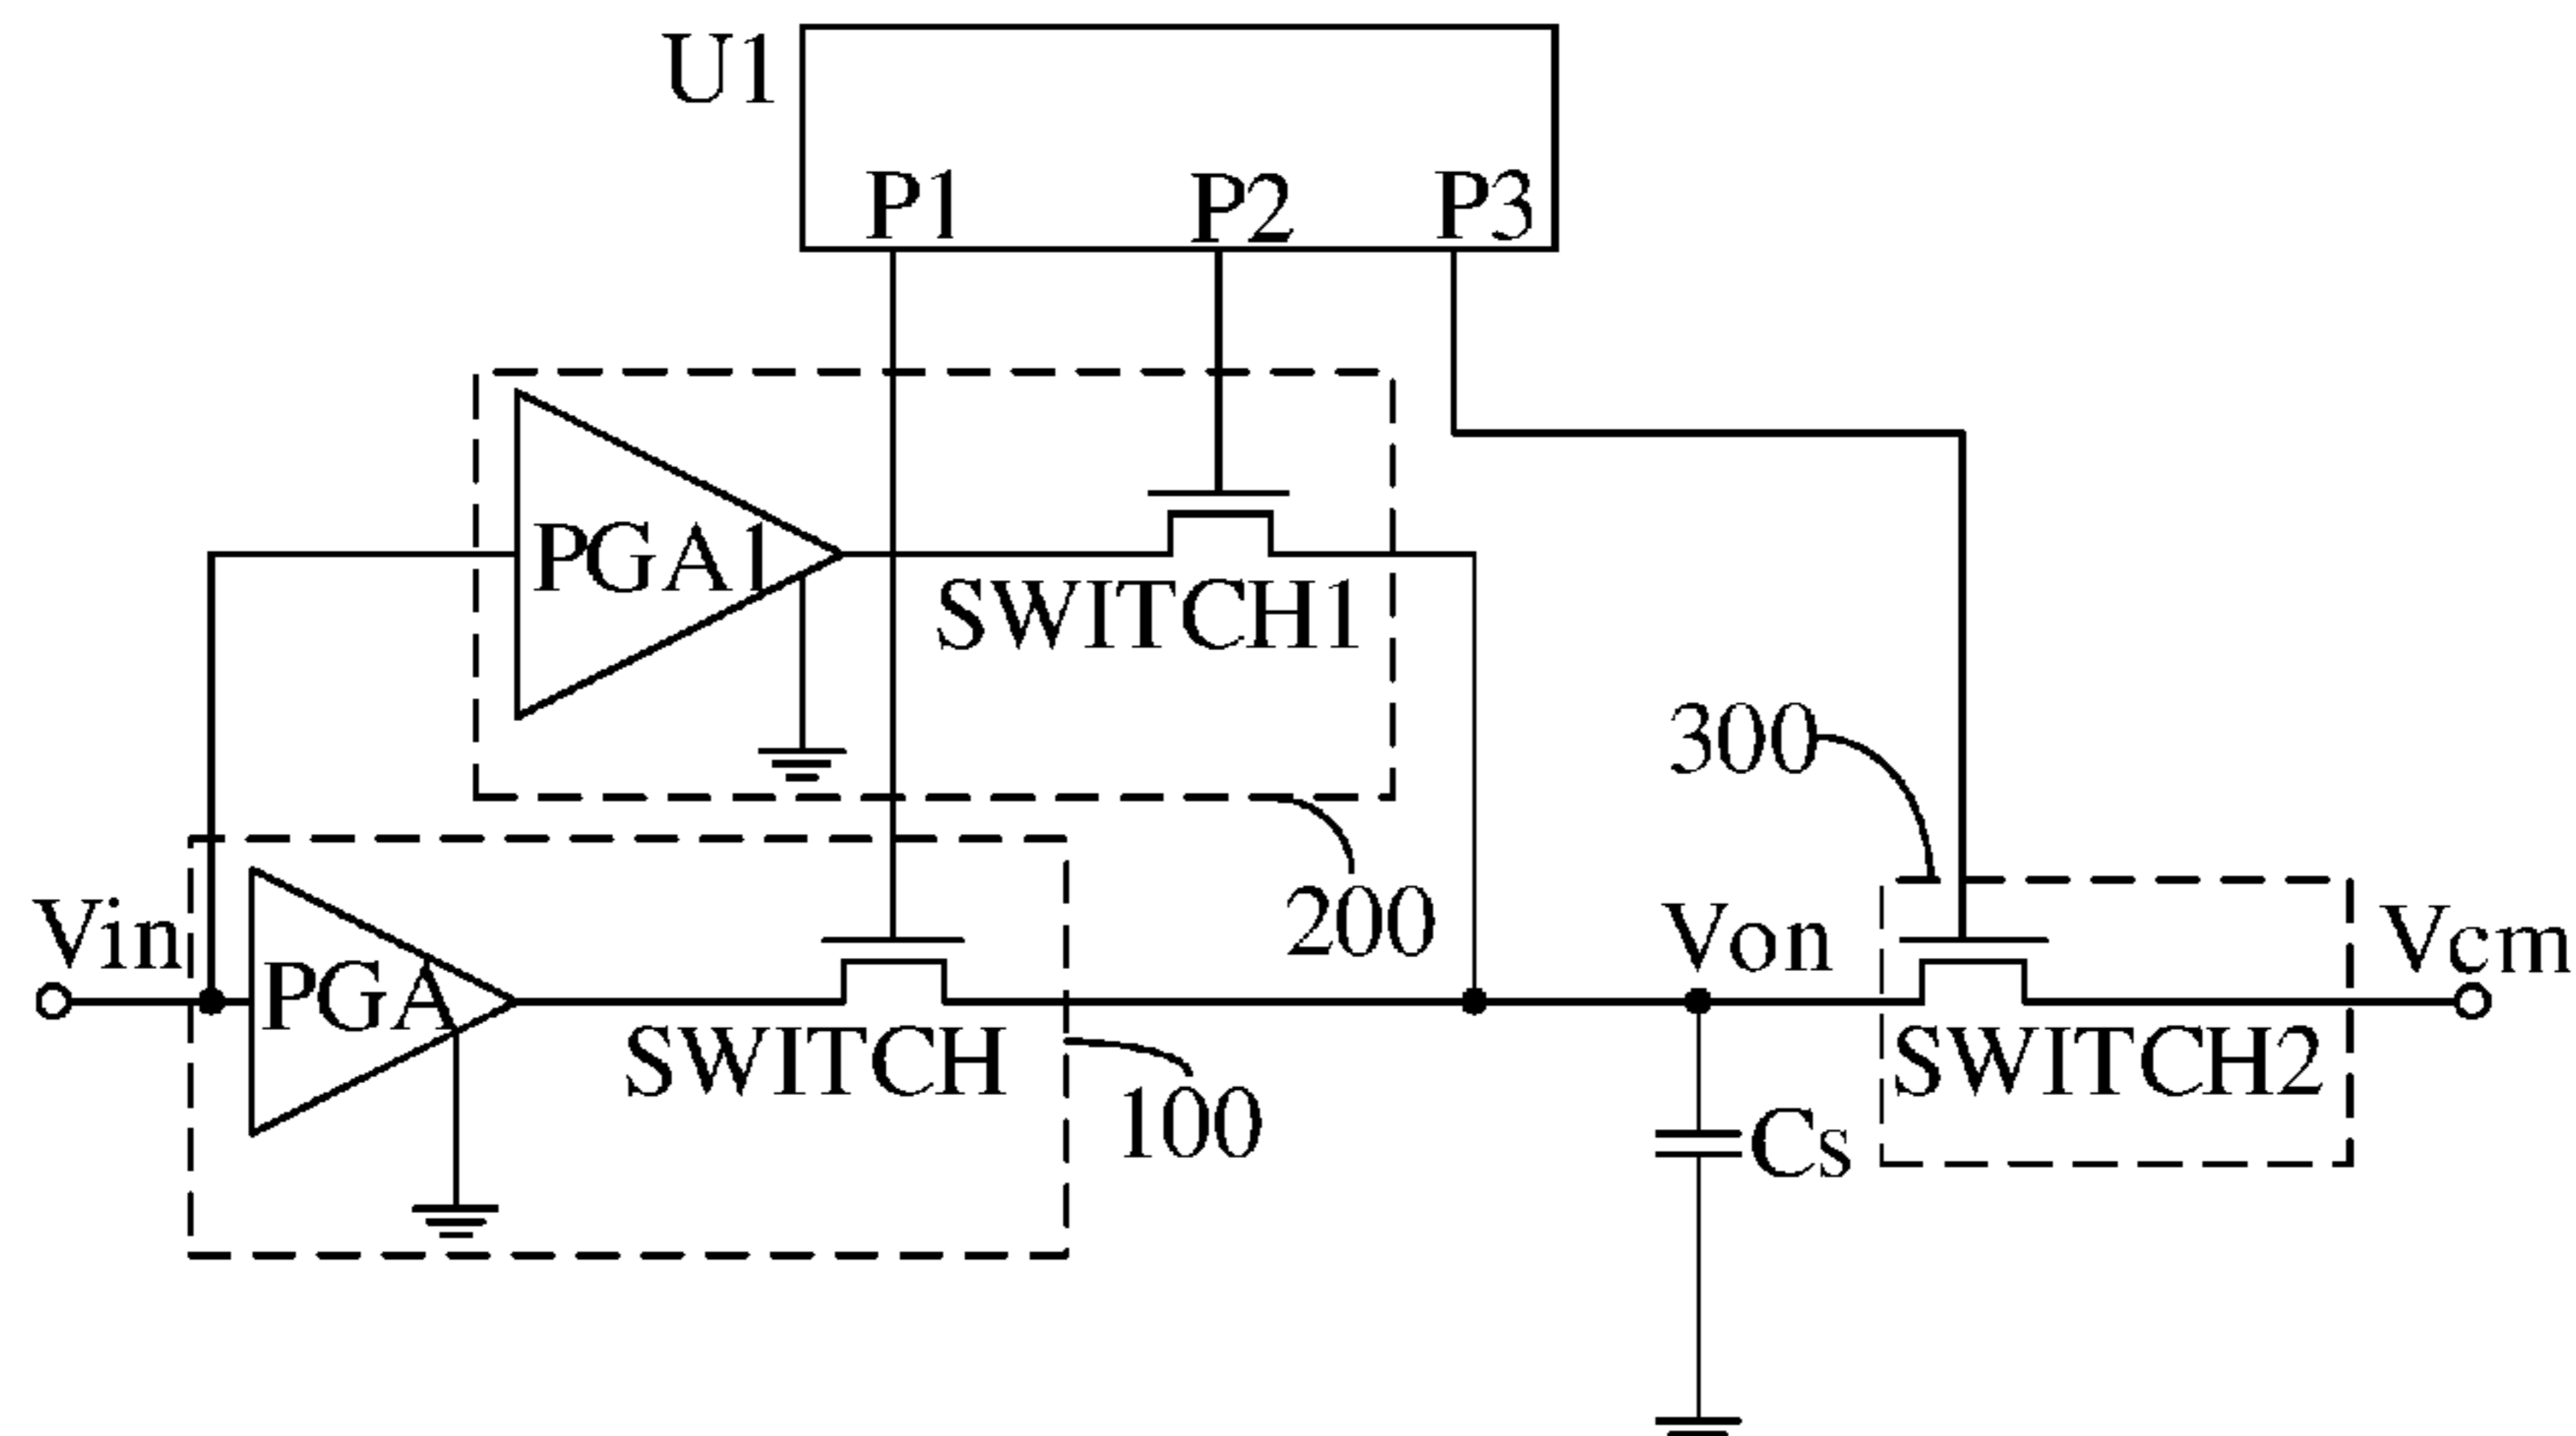 U1
P1 P2 P3
PGA1
SWITCH1
300
200
Vin
Von
Vcm
PGA
SWITCH
SWITCH2
100
Cs